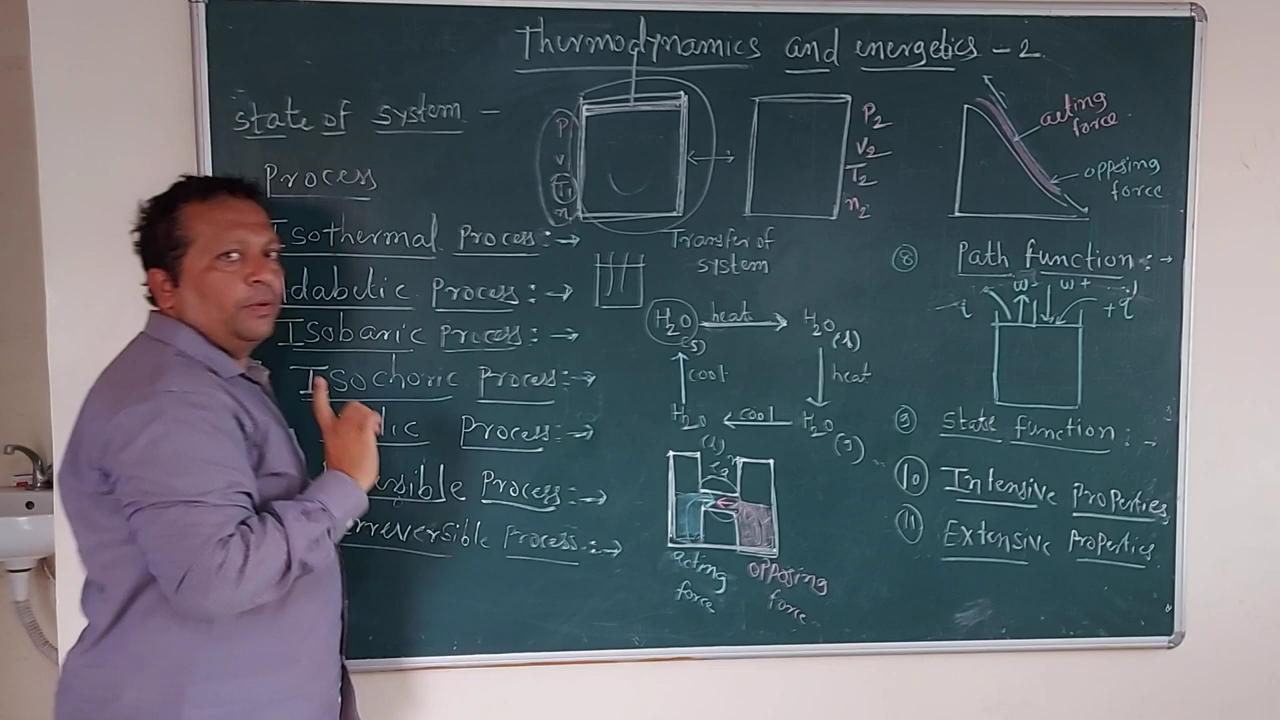 Thermodynamics and energetics - 2
State of system -
Process
Isothermal Process :→
Adabetic Process :→
Isobaric Process :→
Isochoric Process :→
Process :→
Process :→
Irreversible Process :→
P
V
T1
n
P2
V2
T2
n2
Transfer of
system
H2O (s) heat H2O (l)
cool heat
H2O (l) cool H2O (g)
acting
force
opposing
force
acting
force
opposing
force
8 Path function :-
w- w+
-q +q
9 State function :-
10 Intensive Properties
11 Extensive Properties